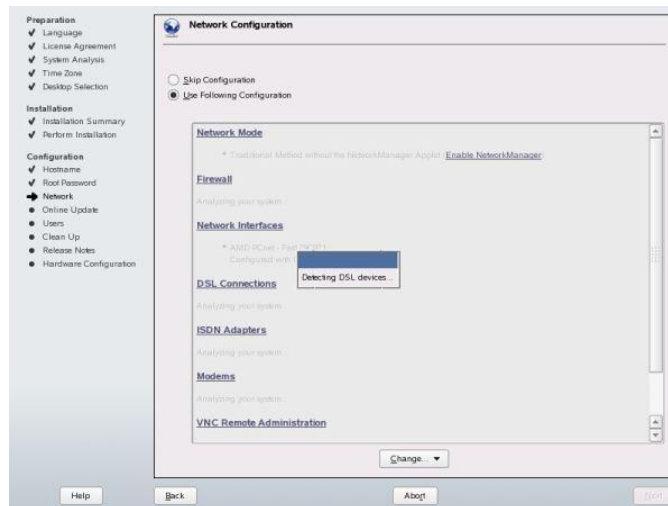 Preparation
Language
License Agreement
System Analysis
Time Zone
Desktop Selection
Installation
Installation Summary
Perform Installation
Configuration
Hostname
Root Password
Network
Online Update
Users
Clean Up
Release Notes
Hardware Configuration
Network Configuration
Skip Configuration
Use Following Configuration
Network Mode
* Traditional Method without the NetworkManager Applet (Enable NetworkManager)
Firewall
Analyzing your system...
Network Interfaces
* AMD PCnet - Fast
Configured with
Detecting DSL devices...
DSL Connections
Analyzing your system...
ISDN Adapters
Analyzing your system...
Modems
Analyzing your system...
VNC Remote Administration
Change...
Help
Back
Abort
Next